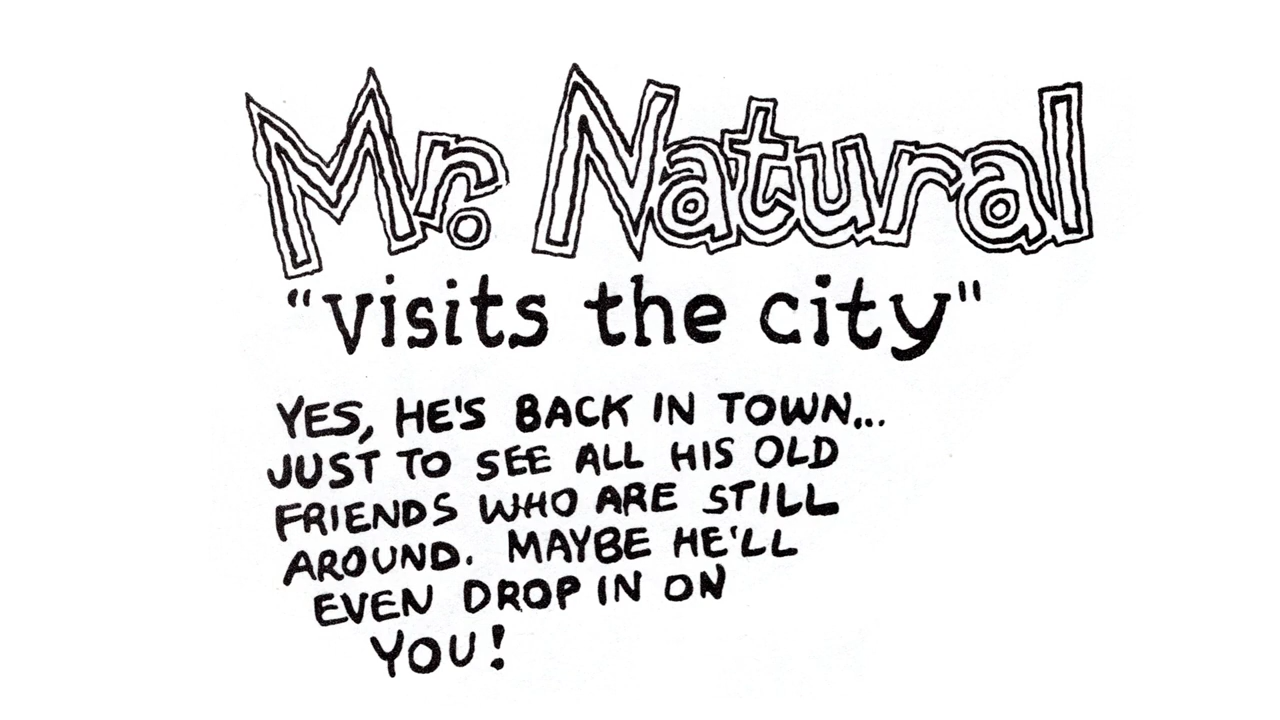 Mr. Natural
"visits the city"
YES, HE'S BACK IN TOWN...
JUST TO SEE ALL HIS OLD
FRIENDS WHO ARE STILL
AROUND. MAYBE HE'LL
EVEN DROP IN ON
YOU!